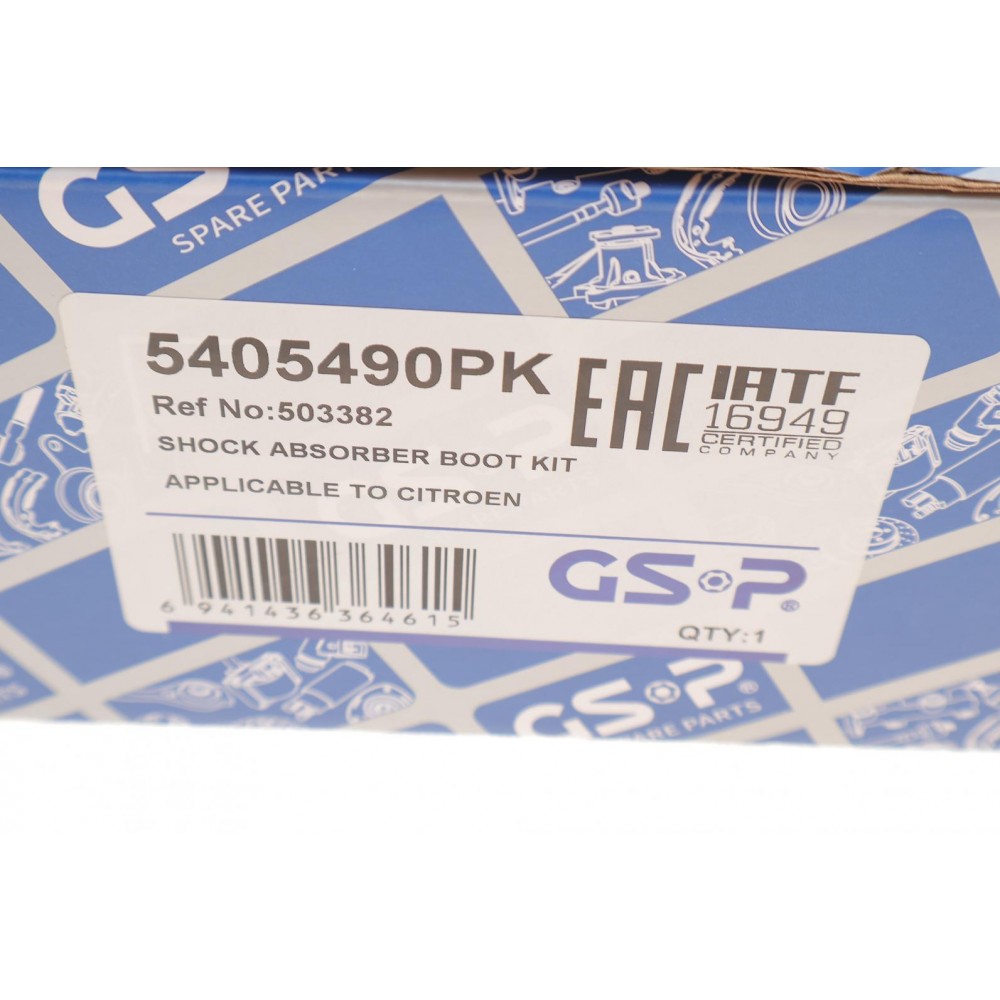 GSP
SPARE PART
5405490PK
EAC
IATF
16949
CERTIFIED
COMPANY
Ref No:503382
SHOCK ABSORBER BOOT KIT
APPLICABLE TO CITROEN
6 941436 364615
GSP®
QTY:1
GSP
SPARE PARTS